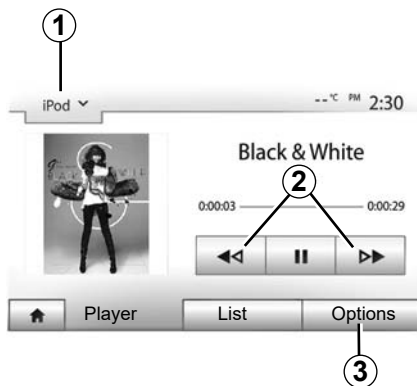 1
iPod
--°C PM 2:30
Black & White
2
0:00:03 0:00:29
Player List Options
3